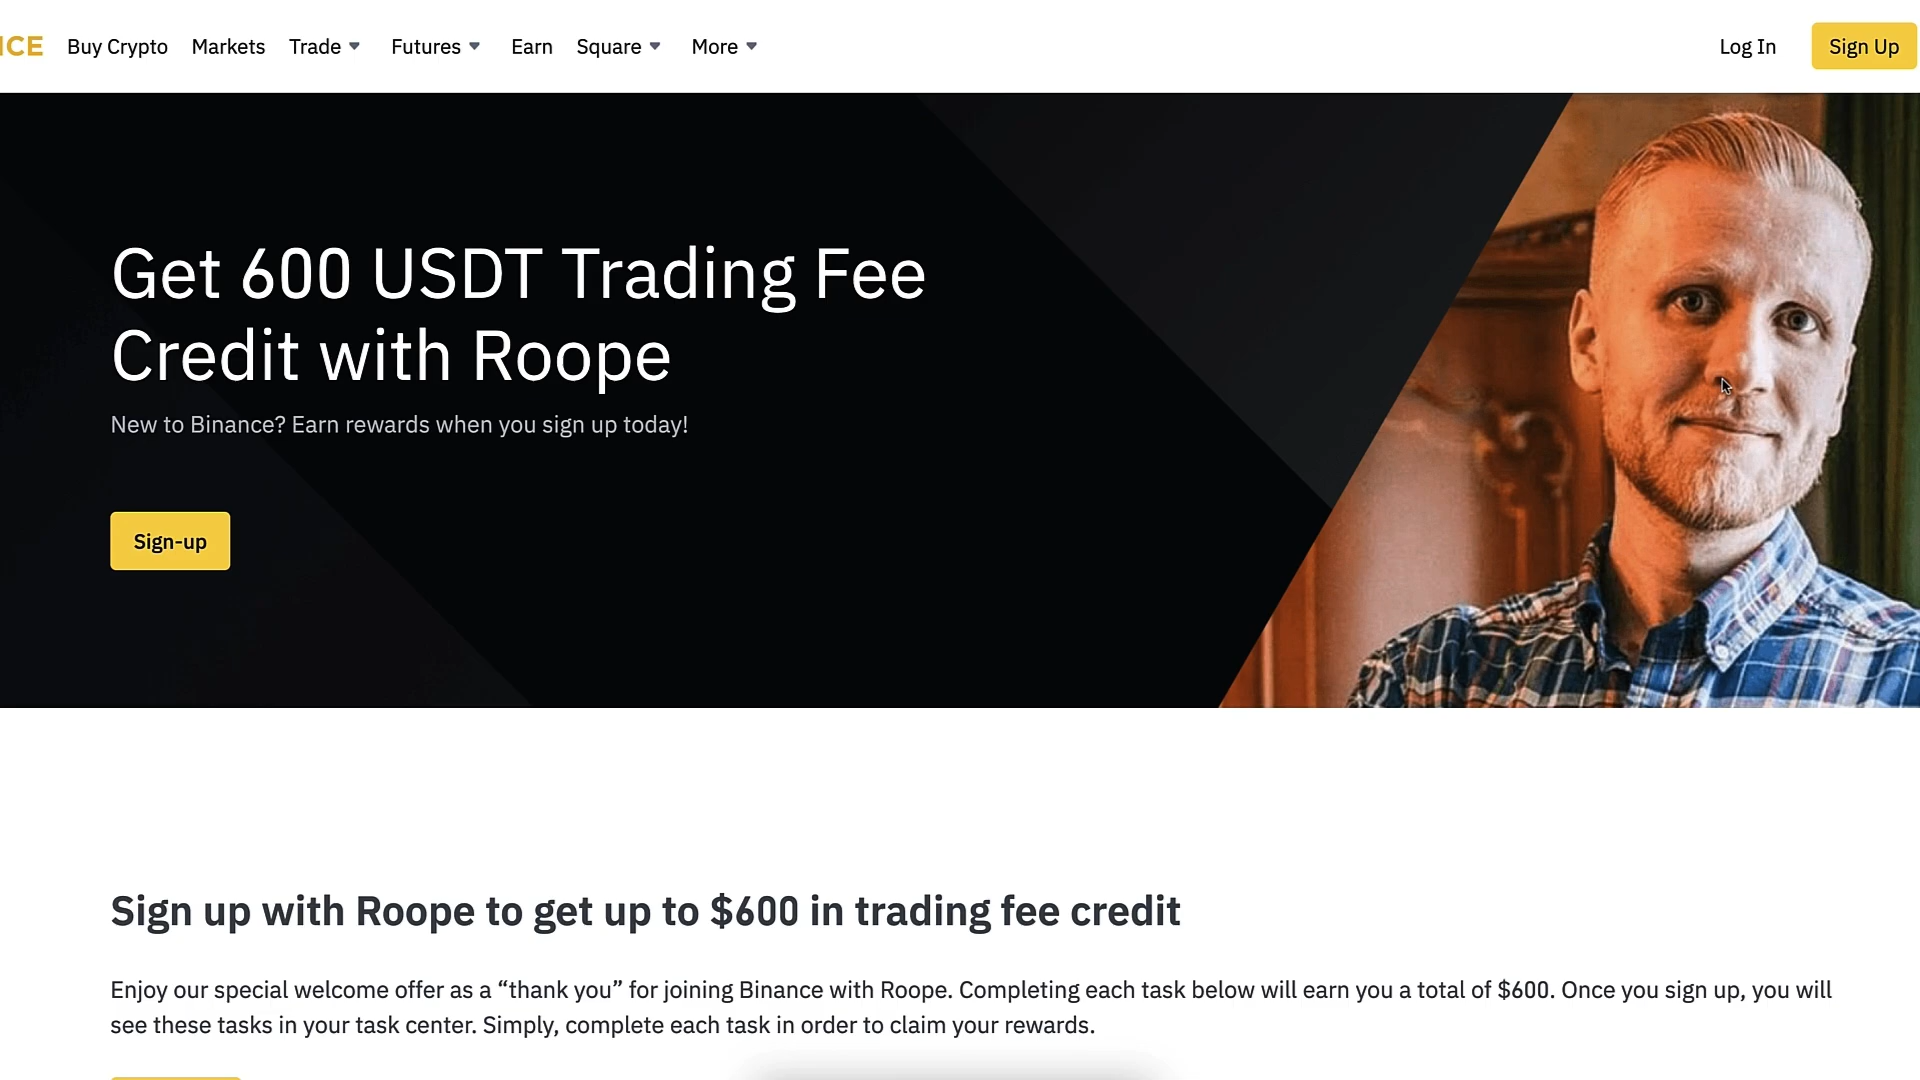 Buy Crypto Markets Trade Futures Earn Square More Log In Sign Up
Get 600 USDT Trading Fee
Credit with Roope
New to Binance? Earn rewards when you sign up today!
Sign-up
Sign up with Roope to get up to $600 in trading fee credit
Enjoy our special welcome offer as a “thank you” for joining Binance with Roope. Completing each task below will earn you a total of $600. Once you sign up, you will
see these tasks in your task center. Simply, complete each task in order to claim your rewards.